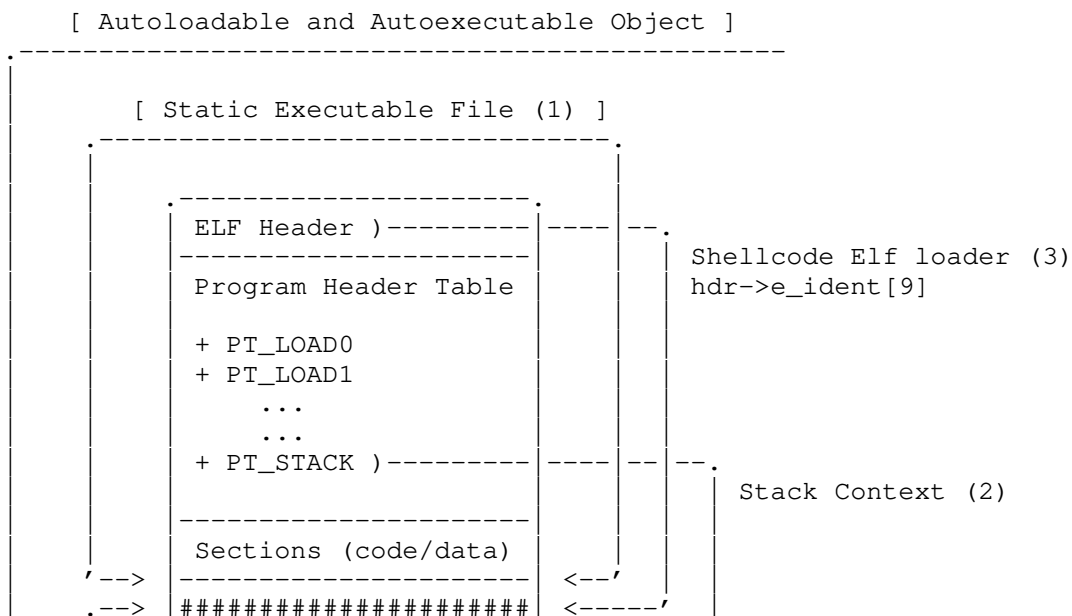 [ Autoloadable and Autoexecutable Object ]
[ Static Executable File (1) ]
ELF Header )
Shellcode Elf loader (3)
Program Header Table
hdr->e_ident[9]
+ PT_LOAD0
+ PT_LOAD1
...
...
+ PT_STACK )
Stack Context (2)
Sections (code/data)
'--> |----------------------| <--'
.--> |######################| <-----'